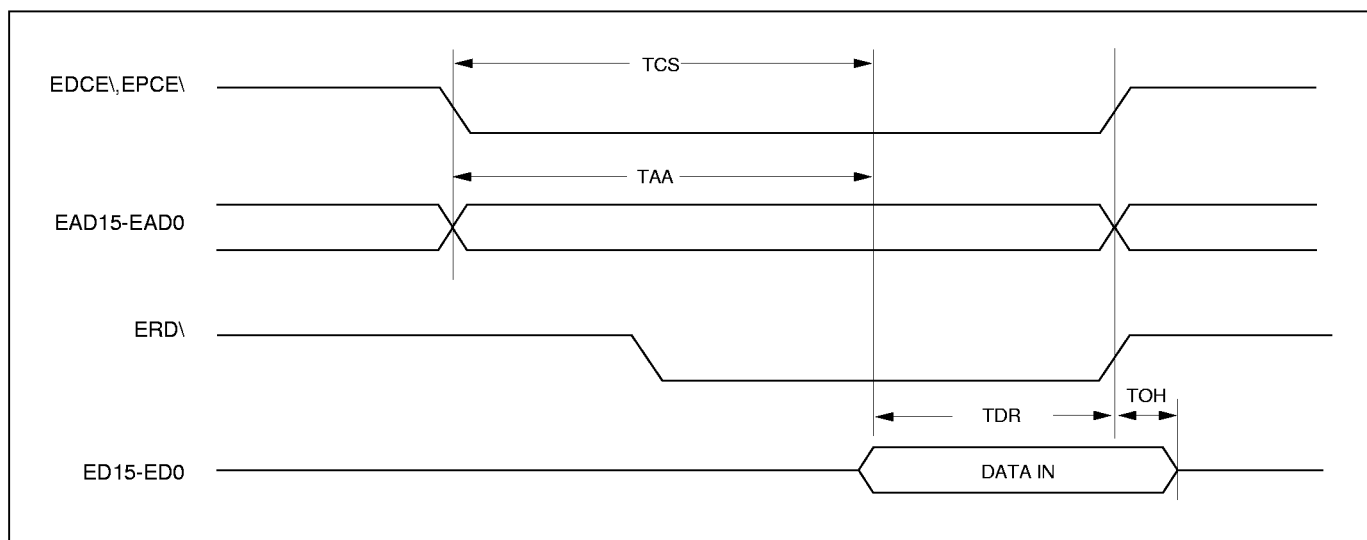 TCS
EDCE\,EPCE\
TAA
EAD15-EAD0
ERD\
TOH
TDR
ED15-ED0
DATA IN